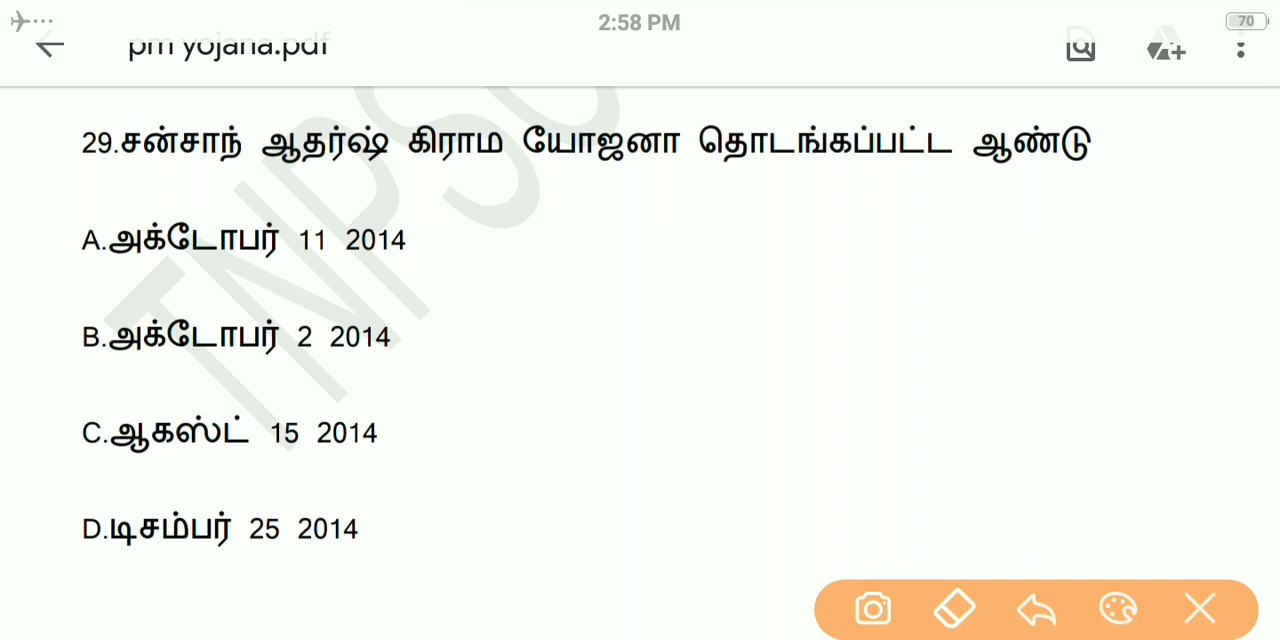 2:58 PM
70
pm yojana.pdf
29.சன்சாந் ஆதர்ஷ் கிராம யோஜனா தொடங்கப்பட்ட ஆண்டு
A.அக்டோபர் 11 2014
B.அக்டோபர் 2 2014
C.ஆகஸ்ட் 15 2014
D.டிசம்பர் 25 2014
TNPSC